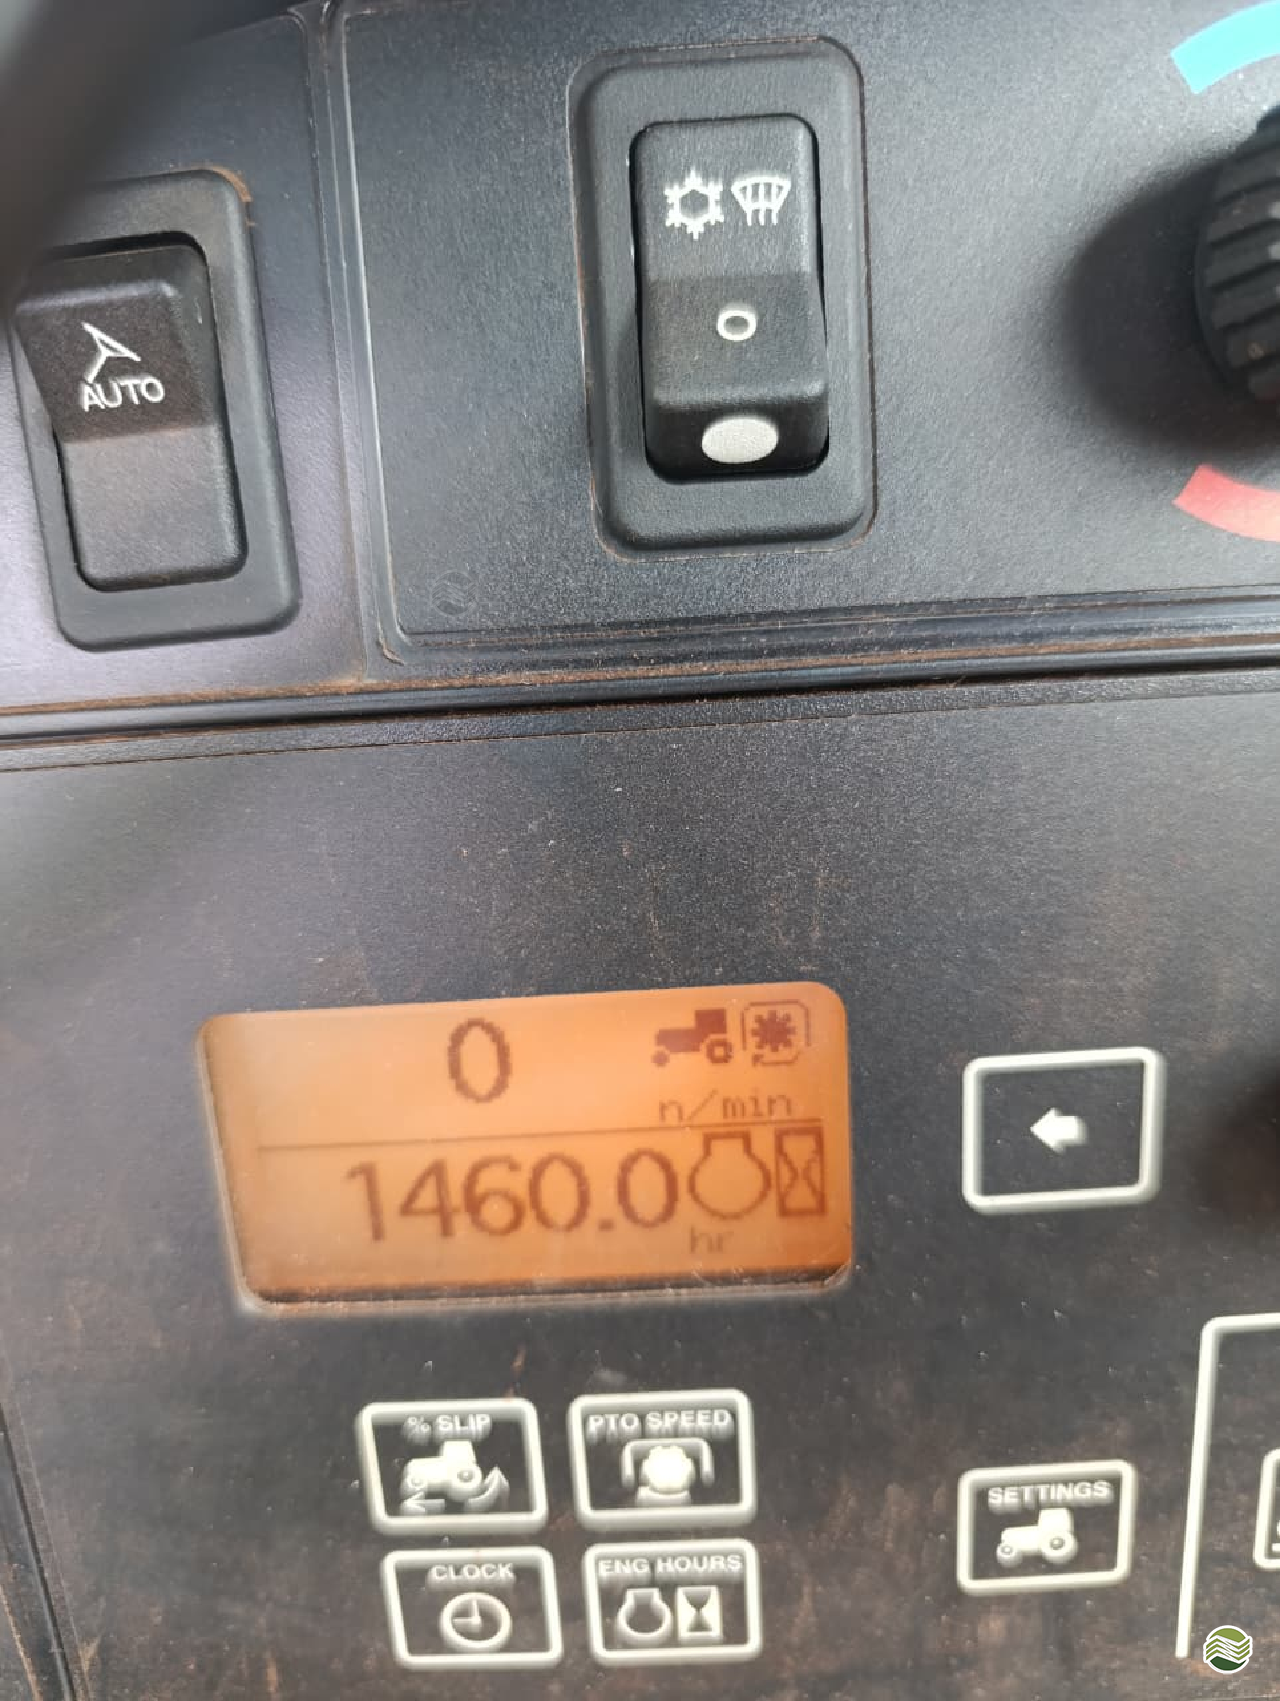 AUTO
0
n/min
1460.0
hr
% SLIP
PTO SPEED
SETTINGS
CLOCK
ENG HOURS